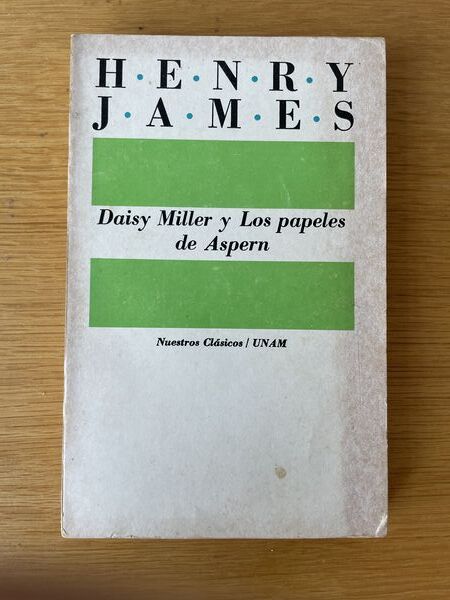 H·E·N·R·Y
J·A·M·E·S
Daisy Miller y Los papeles
de Aspern
Nuestros Clásicos / UNAM